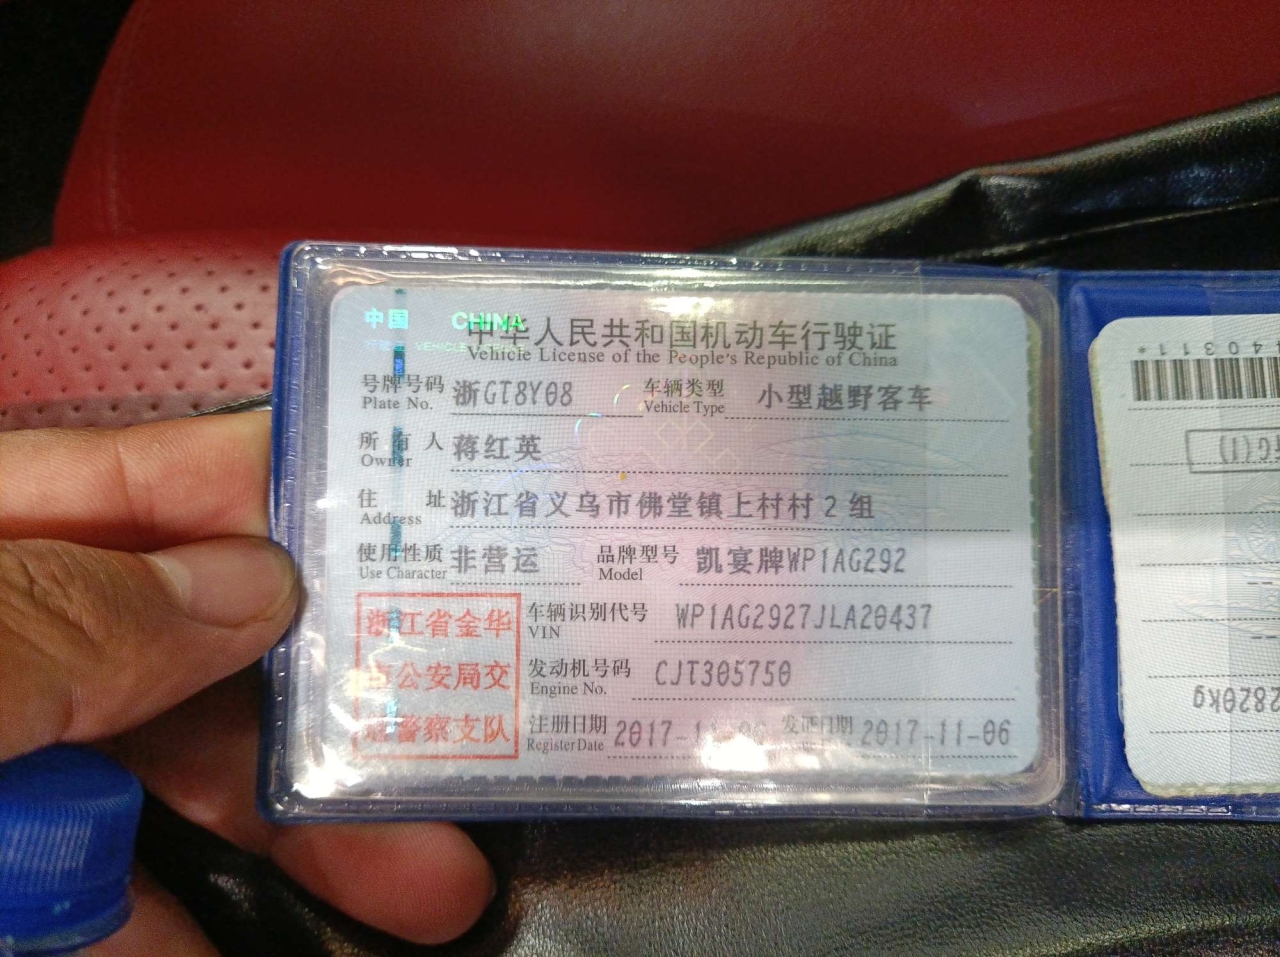 中国 CHINA
中华人民共和国机动车行驶证
Vehicle License of the People's Republic of China
号牌号码 浙GT8Y08 车辆类型 小型越野客车
Plate No. Vehicle Type
所有人 蒋红英
Owner
住址 浙江省义乌市佛堂镇上村村2组
Address
使用性质 非营运 品牌型号 凯宴牌WP1AG292
Use Character Model
浙江省金华
市公安局交
通警察支队
车辆识别代号 WP1AG2927JLA20437
VIN
发动机号码 CJT305750
Engine No.
注册日期 2017-11-06 发证日期 2017-11-06
Register Date
2820kg